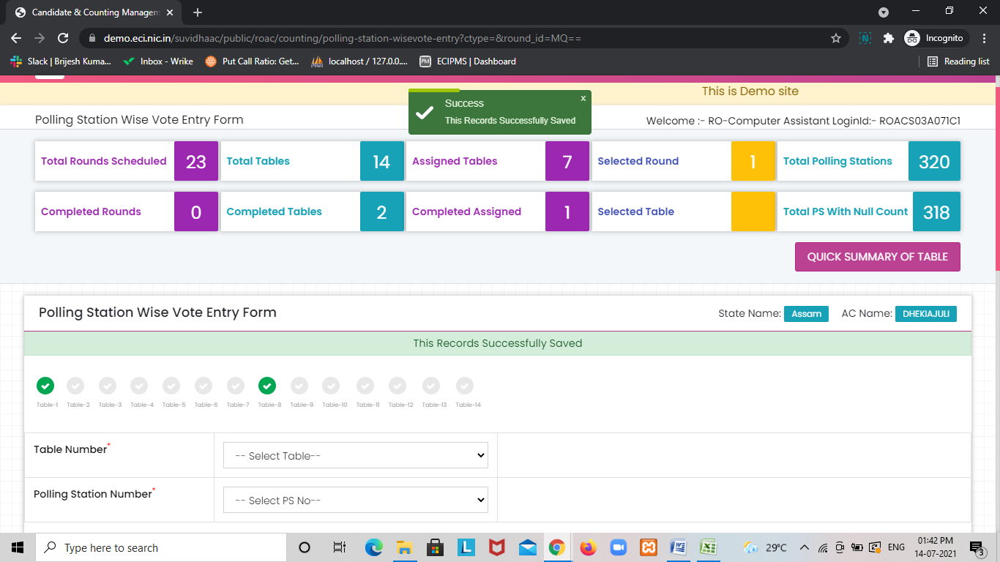 Candidate & Counting Managem
demo.eci.nic.in/suvidhaac/public/roac/counting/polling-station-wisevote-entry?ctype=&round_id=MQ==
Incognito
Slack | Brijesh Kuma...
Inbox - Wrike
Put Call Ratio: Get...
localhost / 127.0.0....
PM
ECIPMS | Dashboard
Reading list
This is Demo site
Success
x
This Records Successfully Saved
Polling Station Wise Vote Entry Form
Welcome :- RO-Computer Assistant LoginId:- ROACS03A071C1
Total Rounds Scheduled 23
Total Tables 14
Assigned Tables 7
Selected Round 1
Total Polling Stations 320
Completed Rounds 0
Completed Tables 2
Completed Assigned 1
Selected Table
Total PS With Null Count 318
QUICK SUMMARY OF TABLE
Polling Station Wise Vote Entry Form
State Name: Assam AC Name: DHEKIAJULI
This Records Successfully Saved
Table-1 Table-2 Table-3 Table-4 Table-5 Table-6 Table-7 Table-8 Table-9 Table-10 Table-11 Table-12 Table-13 Table-14
Table Number*
-- Select Table--
Polling Station Number*
-- Select PS No--
Type here to search
L
29°C
ENG
01:42 PM
14-07-2021
3